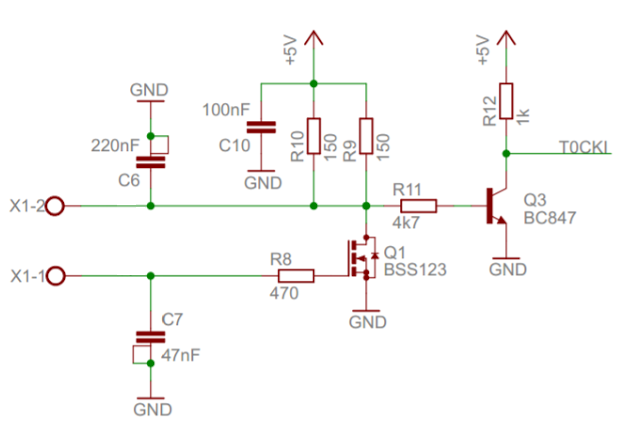 +5V
+5V
GND
100nF
C10
R10
150
R9
150
R12
1k
220nF
C6
GND
T0CKI
X1-2
R11
4k7
Q3
BC847
X1-1
R8
470
Q1
BSS123
GND
GND
C7
47nF
GND